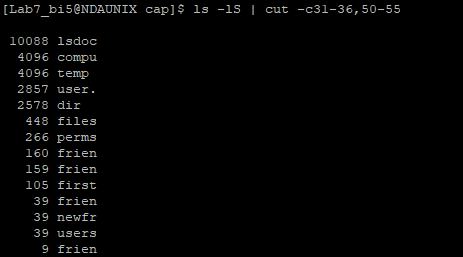 [Lab7_bi5@NDAUNIX cap]$ ls -lS | cut -c31-36,50-55
10088 lsdoc
4096 compu
4096 temp
2857 user.
2578 dir
448 files
266 perms
160 frien
159 frien
105 first
39 frien
39 newfr
39 users
9 frien